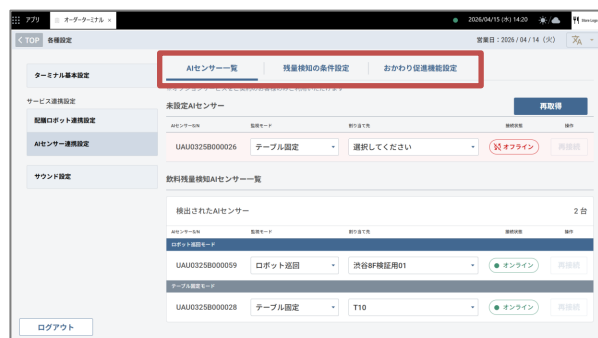 アプリ オーダーターミナル × 2026/04/15 (水) 14:20
< TOP 各種設定 営業日：2026 / 04 / 14 （火）
ターミナル基本設定
サービス連携設定
配膳ロボット連携設定
AIセンサー連携設定
サウンド設定
ログアウト
AIセンサー一覧 残量検知の条件設定 おかわり促進機能設定
未設定AIセンサー 再取得
AIセンサーS/N 監視モード 割り当て先 接続状態 操作
UAU0325B000026 テーブル固定 選択してください オフライン 再接続
飲料残量検知AIセンサー一覧
検出されたAIセンサー 2 台
AIセンサーS/N 監視モード 割り当て先 接続状態 操作
ロボット巡回モード
UAU0325B000059 ロボット巡回 渋谷8F検証用01 オンライン 再接続
テーブル固定モード
UAU0325B000028 テーブル固定 T10 オンライン 再接続